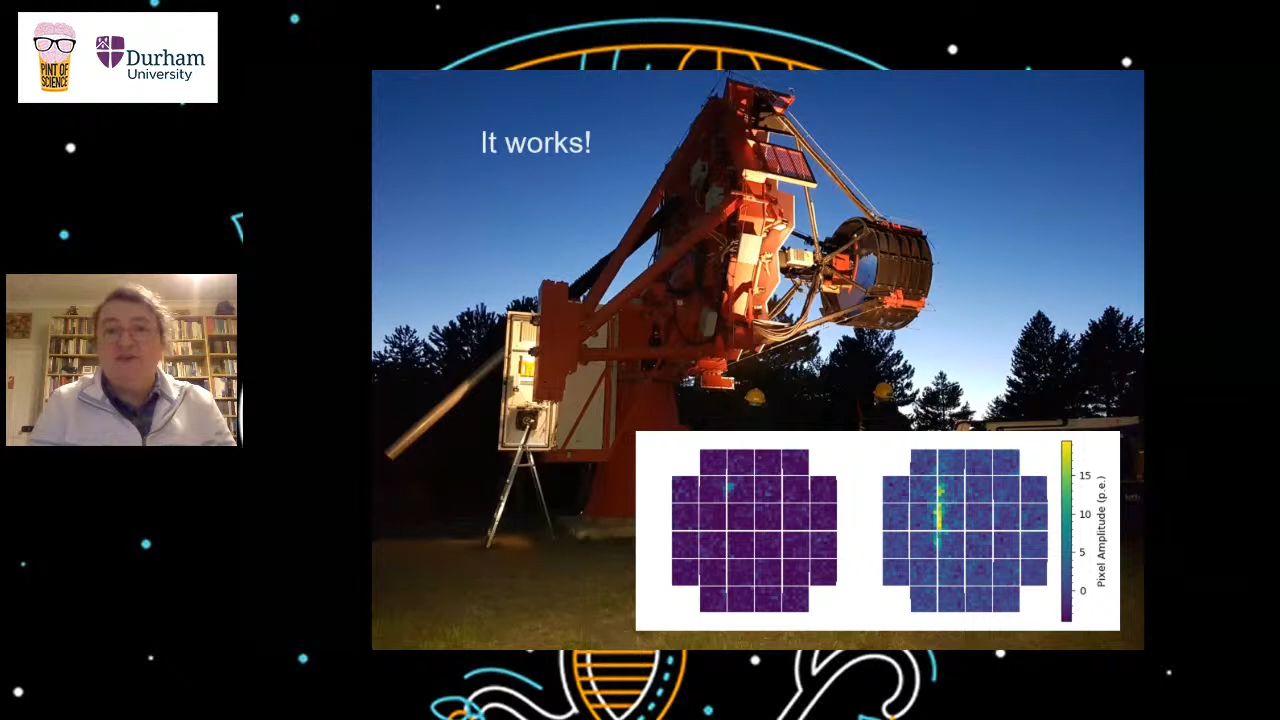 PINT OF
SCIENCE
Durham
University
It works!
15
10
5
0
Pixel Amplitude (p.e.)